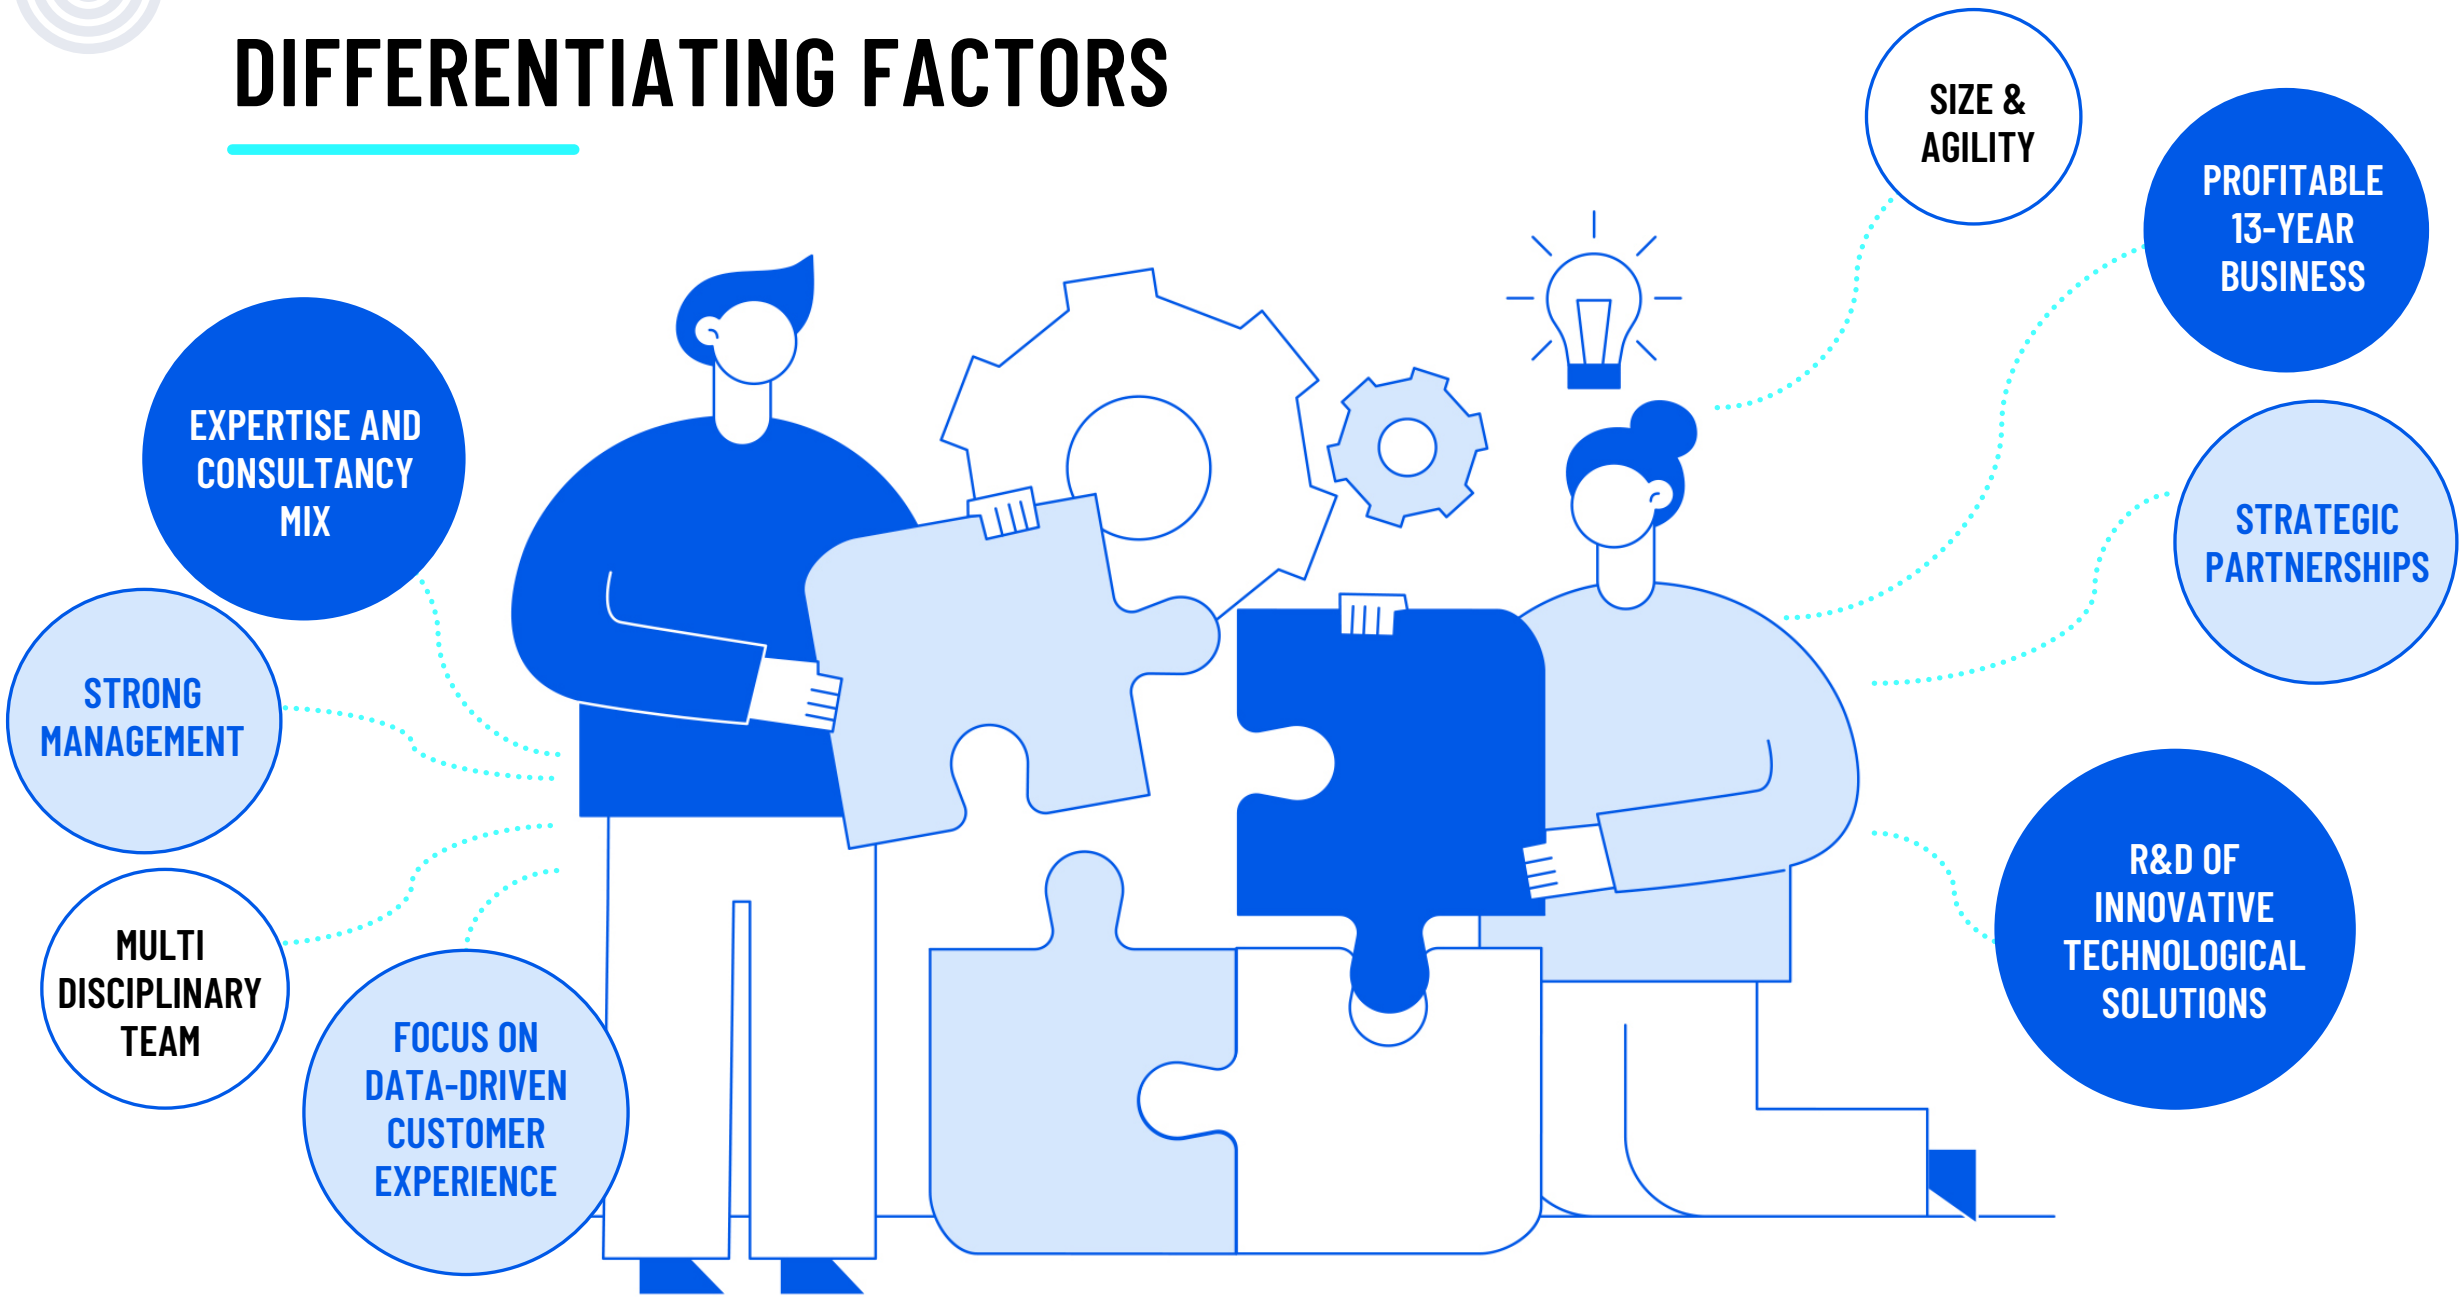 DIFFERENTIATING FACTORS
EXPERTISE AND
CONSULTANCY
MIX
STRONG
MANAGEMENT
MULTI
DISCIPLINARY
TEAM
FOCUS ON
DATA-DRIVEN
CUSTOMER
EXPERIENCE
SIZE &
AGILITY
PROFITABLE
13-YEAR
BUSINESS
STRATEGIC
PARTNERSHIPS
R&D OF
INNOVATIVE
TECHNOLOGICAL
SOLUTIONS